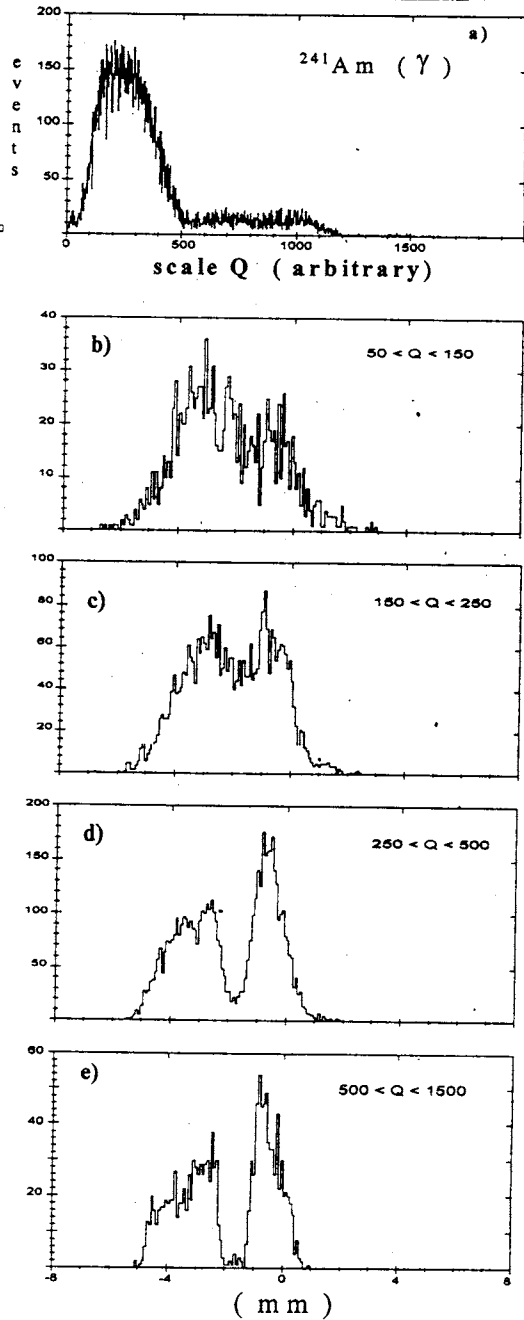 a)
²⁴¹Am ( γ )
events
200
150
100
50
0 500 1000 1500
scale Q ( arbitrary)
b)
50 < Q < 150
40
30
20
10
c)
150 < Q < 250
100
80
60
40
20
d)
250 < Q < 500
200
150
100
50
e)
500 < Q < 1500
60
40
20
-8 -4 0 4 8
( mm )